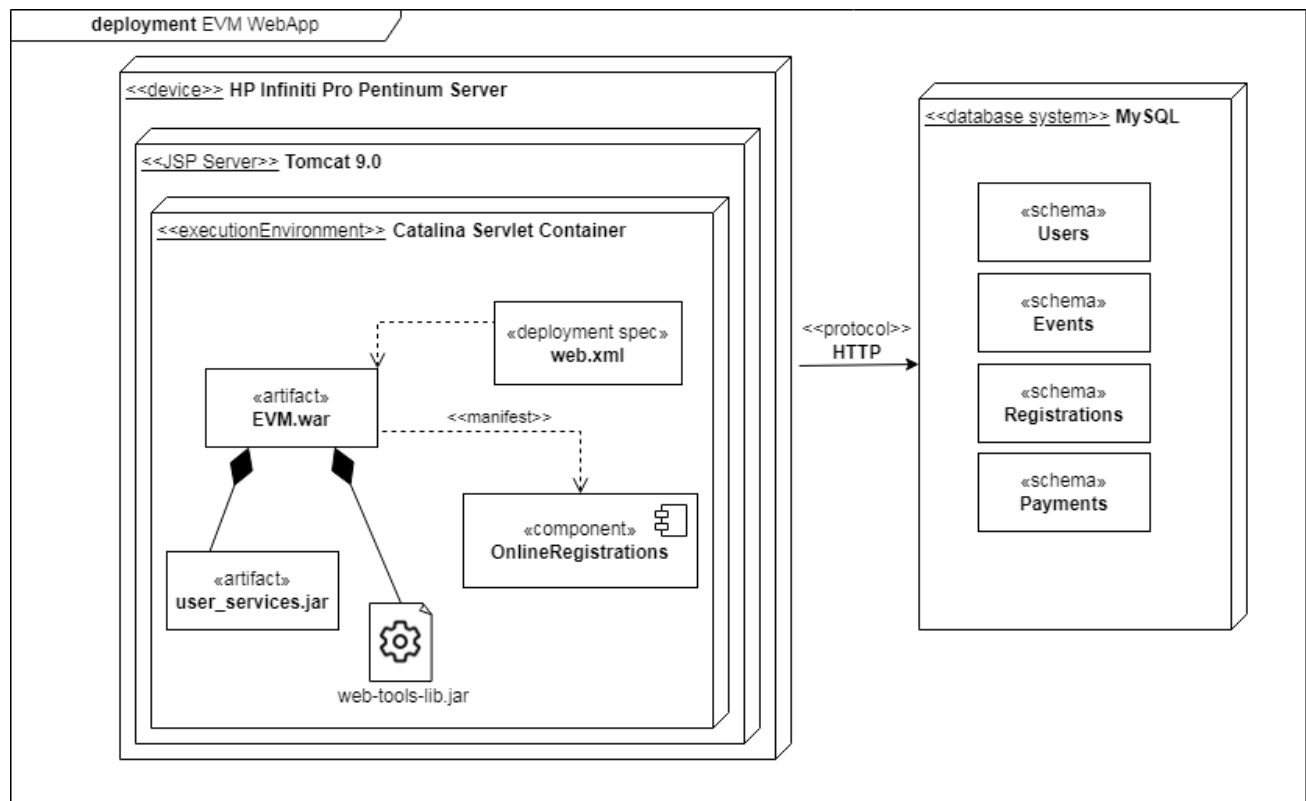 deployment EVM WebApp
<<device>> HP Infiniti Pro Pentinum Server
<<JSP Server>> Tomcat 9.0
<<executionEnvironment>> Catalina Servlet Container
«deployment spec»
web.xml
«artifact»
EVM.war
<<manifest>>
«component»
OnlineRegistrations
«artifact»
user_services.jar
web-tools-lib.jar
<<protocol>>
HTTP
<<database system>> MySQL
«schema»
Users
«schema»
Events
«schema»
Registrations
«schema»
Payments